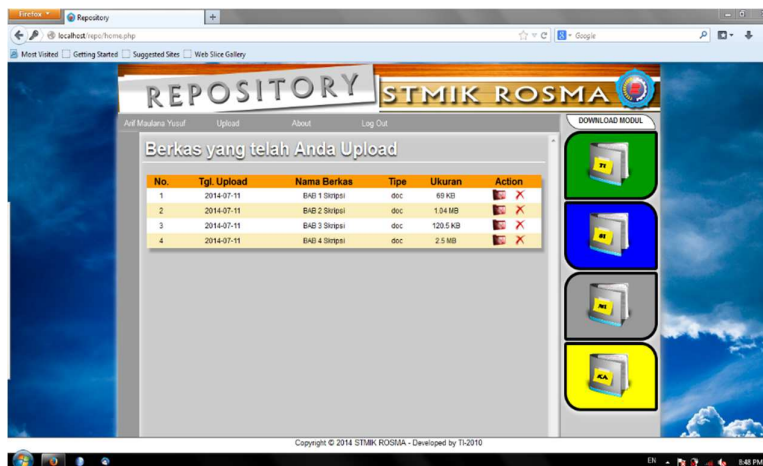 Firefox
Repository
localhost/repo/home.php
Google
Most Visited Getting Started Suggested Sites Web Slice Gallery
REPOSITORY STMIK ROSMA
Arif Maulana Yusuf Upload About Log Out
DOWNLOAD MODUL
Berkas yang telah Anda Upload
No. Tgl. Upload Nama Berkas Tipe Ukuran Action
1 2014-07-11 BAB 1 Skripsi doc 69 KB
2 2014-07-11 BAB 2 Skripsi doc 1.04 MB
3 2014-07-11 BAB 3 Skripsi doc 120.5 KB
4 2014-07-11 BAB 4 Skripsi doc 2.5 MB
TI
SI
MI
KA
Copyright © 2014 STMIK ROSMA - Developed by TI-2010
EN 8:48 PM